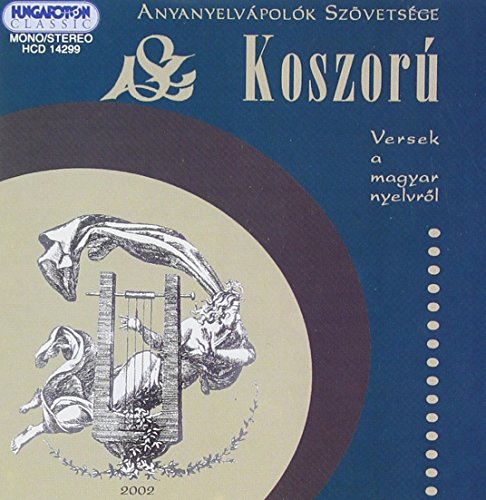 HUNGAROTON
CLASSIC
MONO/STEREO
HCD 14299
ANYANYELVÁPOLÓK SZÖVETSÉGE
ASZ Koszorú
Versek
a
magyar
nyelvről
2002